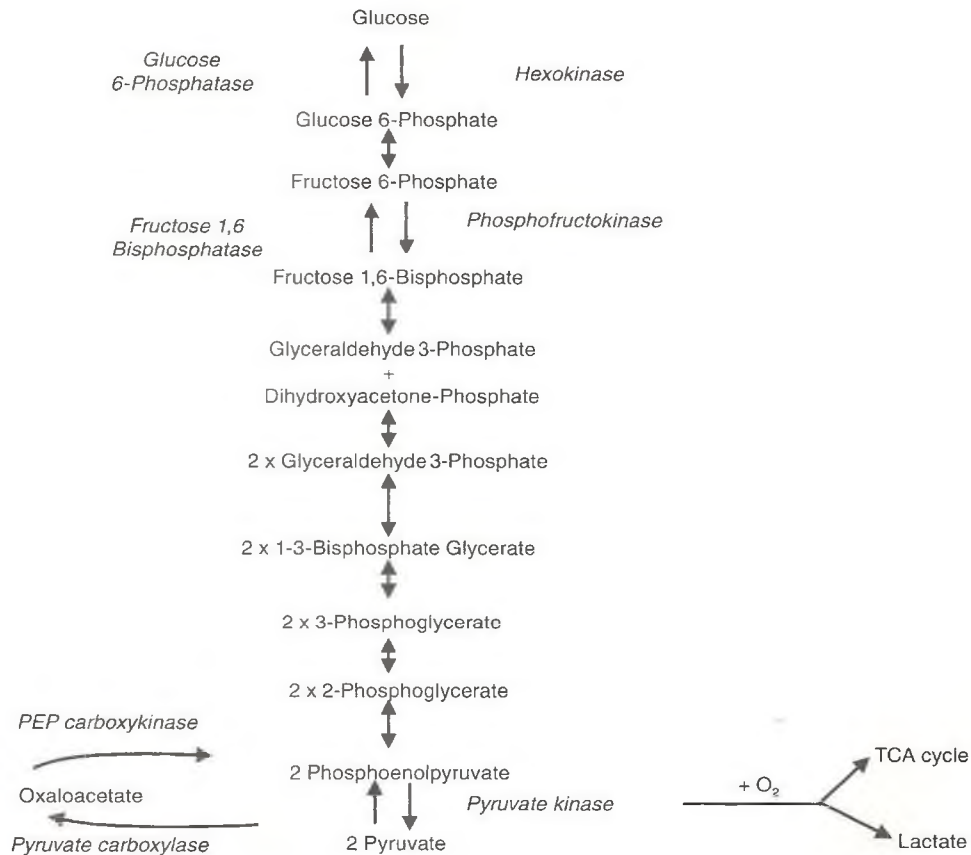 Glucose
Glucose
6-Phosphatase
Hexokinase
Glucose 6-Phosphate
Fructose 6-Phosphate
Fructose 1,6
Bisphosphatase
Phosphofructokinase
Fructose 1,6-Bisphosphate
Glyceraldehyde 3-Phosphate
+
Dihydroxyacetone-Phosphate
2 x Glyceraldehyde 3-Phosphate
2 x 1-3-Bisphosphate Glycerate
2 x 3-Phosphoglycerate
2 x 2-Phosphoglycerate
PEP carboxykinase
2 Phosphoenolpyruvate
TCA cycle
+ O₂
Oxaloacetate
Pyruvate kinase
Pyruvate carboxylase
2 Pyruvate
Lactate